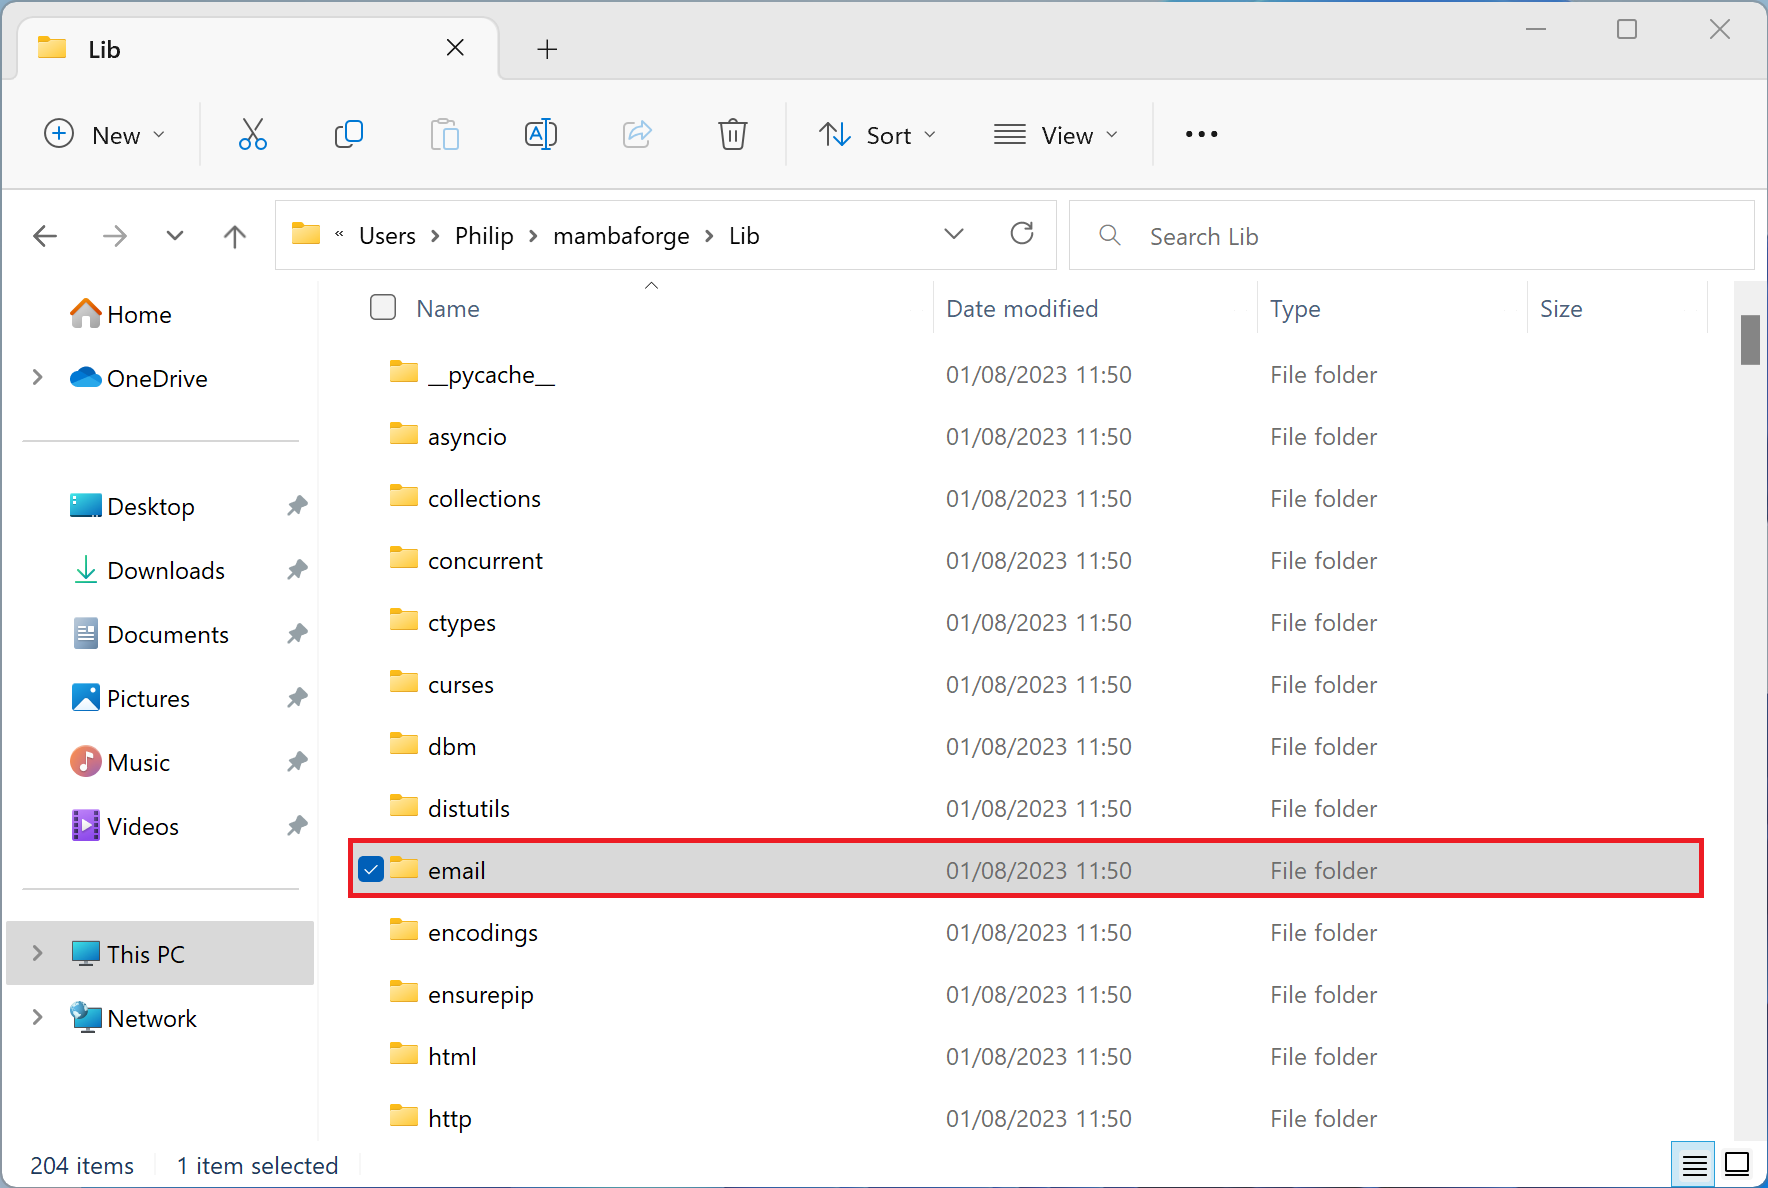 Lib
New
Sort
View
« Users > Philip > mambaforge > Lib
Search Lib
Home
OneDrive
Desktop
Downloads
Documents
Pictures
Music
Videos
This PC
Network
Name Date modified Type Size
__pycache__ 01/08/2023 11:50 File folder
asyncio 01/08/2023 11:50 File folder
collections 01/08/2023 11:50 File folder
concurrent 01/08/2023 11:50 File folder
ctypes 01/08/2023 11:50 File folder
curses 01/08/2023 11:50 File folder
dbm 01/08/2023 11:50 File folder
distutils 01/08/2023 11:50 File folder
email 01/08/2023 11:50 File folder
encodings 01/08/2023 11:50 File folder
ensurepip 01/08/2023 11:50 File folder
html 01/08/2023 11:50 File folder
http 01/08/2023 11:50 File folder
204 items 1 item selected